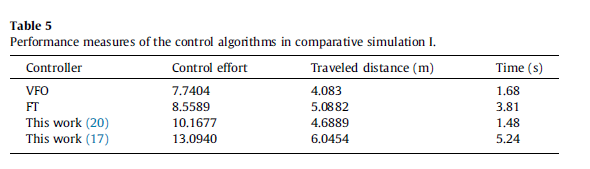 Table 5
Performance measures of the control algorithms in comparative simulation I.
Controller Control effort Traveled distance (m) Time (s)
VFO 7.7404 4.083 1.68
FT 8.5589 5.0882 3.81
This work (20) 10.1677 4.6889 1.48
This work (17) 13.0940 6.0454 5.24